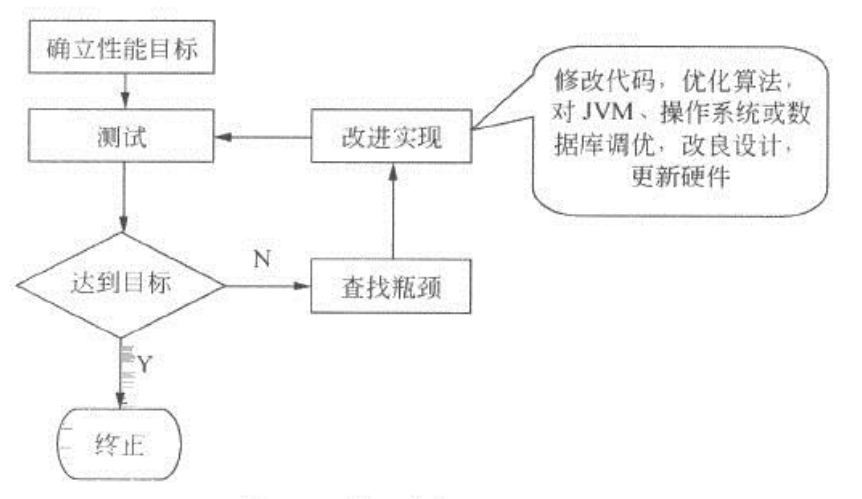 确立性能目标
测试
改进实现
修改代码，优化算法，
对 JVM、操作系统或数
据库调优，改良设计，
更新硬件
达到目标
N
查找瓶颈
Y
终止